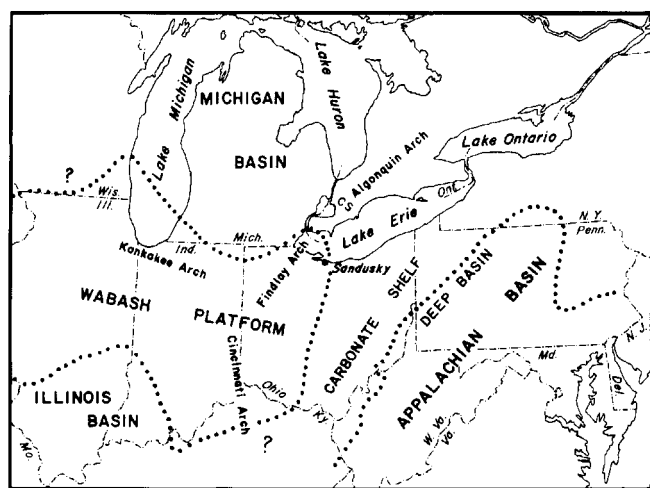 Lake Michigan
MICHIGAN
BASIN
Lake Huron
Algonquin Arch
Lake Ontario
C.S.
Ont.
Lake Erie
?
Wis.
Ill.
Kankakee Arch
Ind.
Mich.
Findlay Arch
Sandusky
N.Y.
Penn.
WABASH
PLATFORM
CARBONATE SHELF
DEEP BASIN
APPALACHIAN
BASIN
N.J.
Md.
Del.
Cincinnati Arch
Ohio
KY.
?
W. Va.
Va.
ILLINOIS
BASIN
Mo.